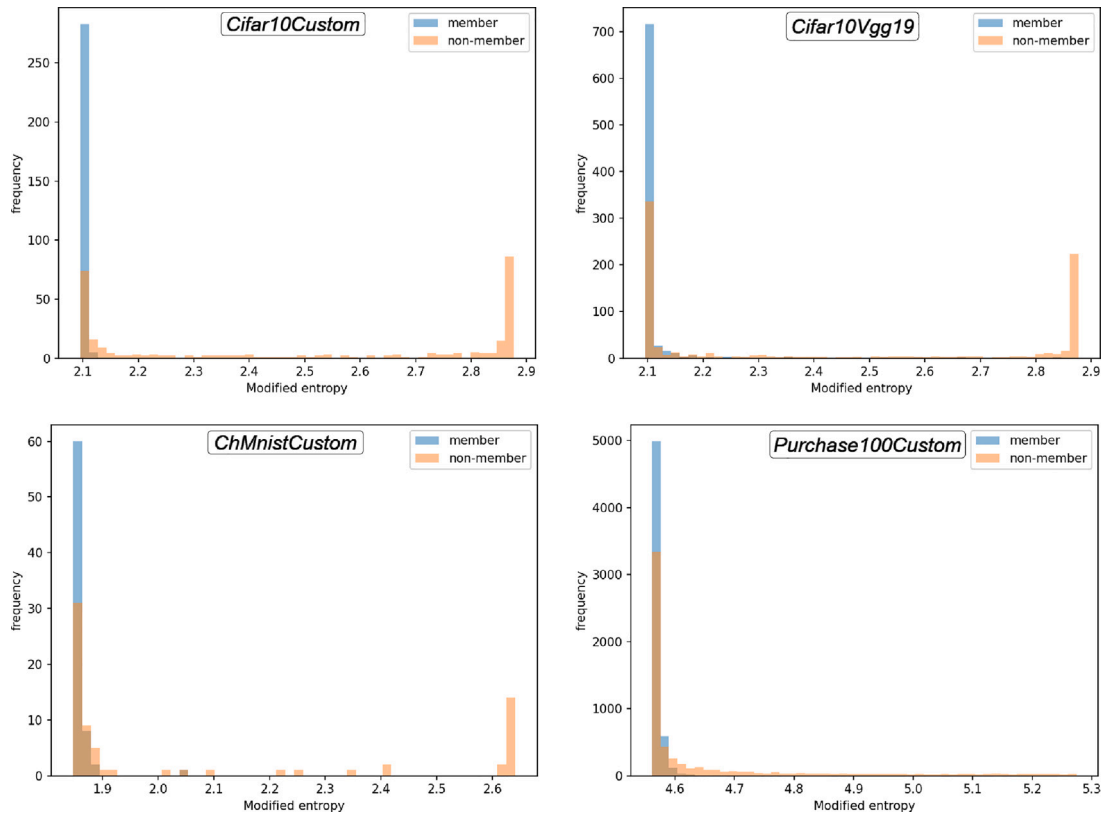 Cifar10Custom
member
non-member
frequency
250
200
150
100
50
0
2.1 2.2 2.3 2.4 2.5 2.6 2.7 2.8 2.9
Modified entropy
Cifar10Vgg19
member
non-member
frequency
700
600
500
400
300
200
100
0
2.1 2.2 2.3 2.4 2.5 2.6 2.7 2.8 2.9
Modified entropy
ChMnistCustom
member
non-member
frequency
60
50
40
30
20
10
0
1.9 2.0 2.1 2.2 2.3 2.4 2.5 2.6
Modified entropy
Purchase100Custom
member
non-member
frequency
5000
4000
3000
2000
1000
0
4.6 4.7 4.8 4.9 5.0 5.1 5.2 5.3
Modified entropy